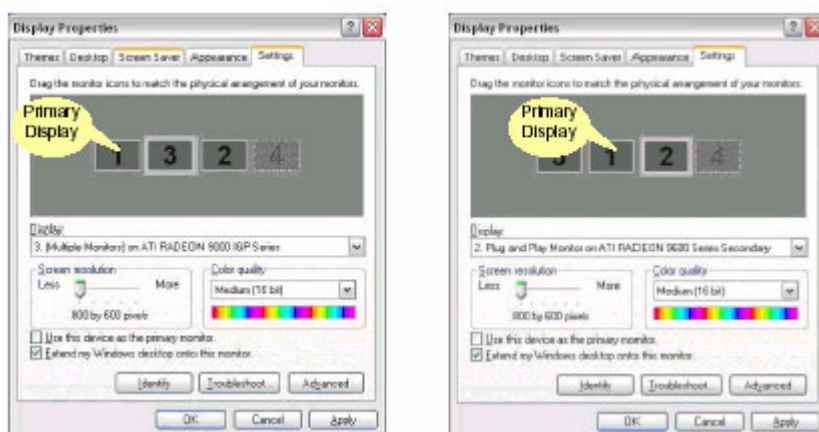 Display Properties
Themes Desktop Screen Saver Appearance Settings
Drag the monitor icons to match the physical arrangement of your monitors.
Primary
Display
1 3 2 4
Display:
3. (Multiple Monitors) on ATI RADEON 9000 IGP Series
Screen resolution
Less More
800 by 600 pixels
Color quality
Medium (16 bit)
Use this device as the primary monitor.
Extend my Windows desktop onto this monitor.
Identify Troubleshoot... Advanced
OK Cancel Apply
Display Properties
Themes Desktop Screen Saver Appearance Settings
Drag the monitor icons to match the physical arrangement of your monitors.
Primary
Display
3 1 2 4
Display:
2. Plug and Play Monitor on ATI RADEON 9600 Series Secondary
Screen resolution
Less More
800 by 600 pixels
Color quality
Medium (16 bit)
Use this device as the primary monitor.
Extend my Windows desktop onto this monitor.
Identify Troubleshoot... Advanced
OK Cancel Apply